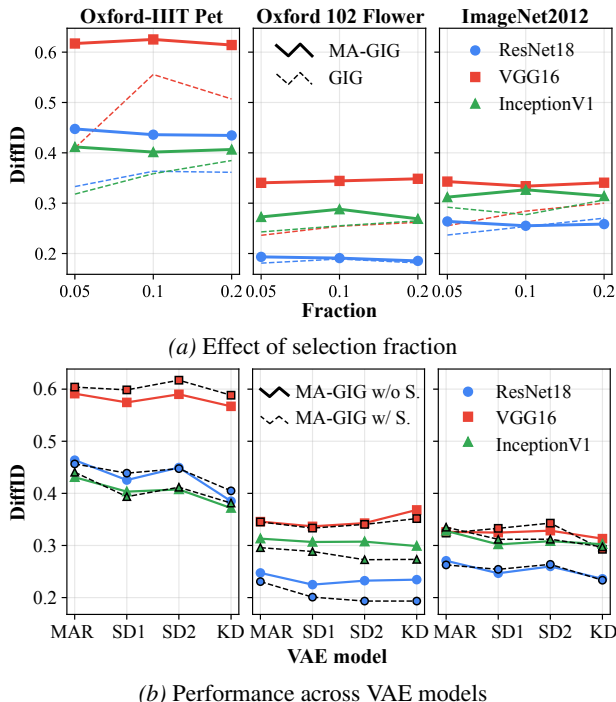 Oxford-IIIT Pet
Oxford 102 Flower
ImageNet2012
DiffID
0.6
0.5
0.4
0.3
0.2
MA-GIG
GIG
ResNet18
VGG16
InceptionV1
0.05 0.1 0.2
0.05 0.1 0.2
0.05 0.1 0.2
Fraction
(a) Effect of selection fraction
DiffID
0.6
0.5
0.4
0.3
0.2
MA-GIG w/o S.
MA-GIG w/ S.
ResNet18
VGG16
InceptionV1
MAR SD1 SD2 KD
MAR SD1 SD2 KD
MAR SD1 SD2 KD
VAE model
(b) Performance across VAE models